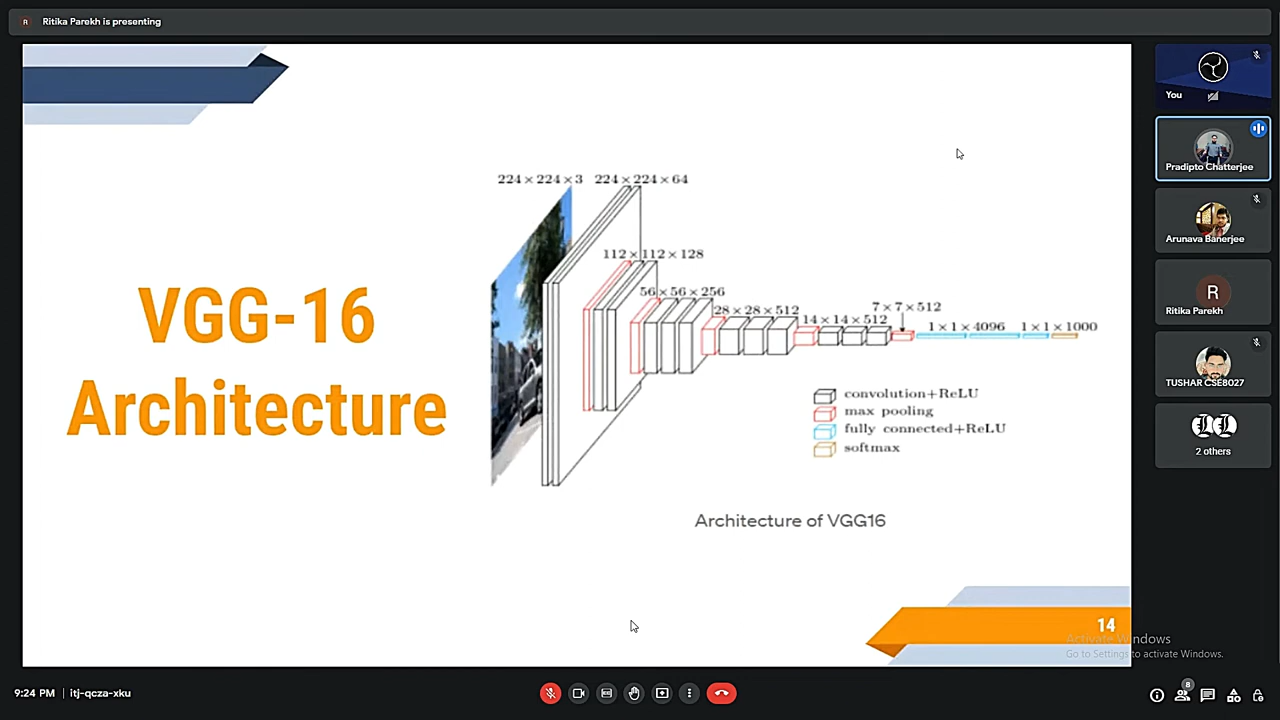 R Ritika Parekh is presenting
VGG-16
Architecture
224×224×3 224×224×64
112×112×128
56×56×256
28×28×512
14×14×512
7×7×512
1×1×4096 1×1×1000
convolution+ReLU
max pooling
fully connected+ReLU
softmax
Architecture of VGG16
14
Activate Windows
Go to Settings to activate Windows.
You
Pradipto Chatterjee
Arunava Banerjee
R
Ritika Parekh
TUSHAR CSE8027
2 others
9:24 PM | itj-qcza-xku
8